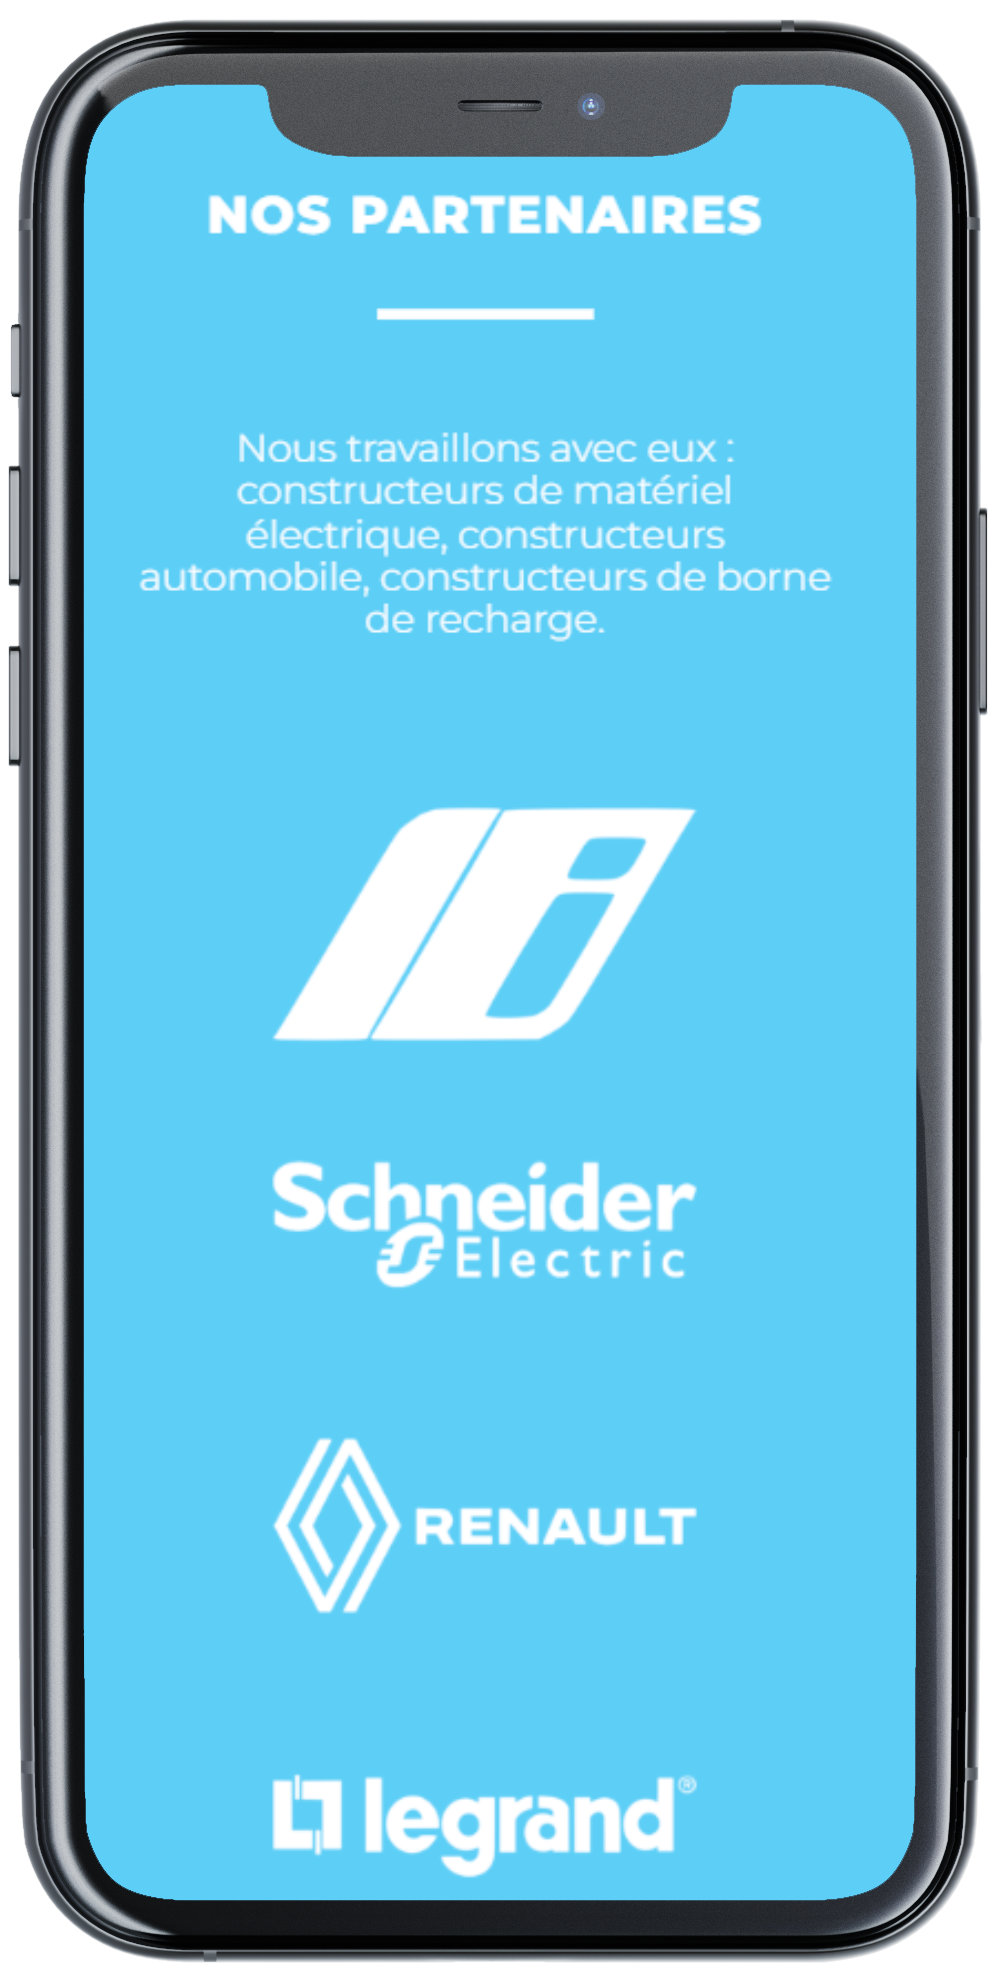 NOS PARTENAIRES
Nous travaillons avec eux :
constructeurs de matériel
électrique, constructeurs
automobile, constructeurs de borne
de recharge.
Schneider
Electric
RENAULT
legrand®